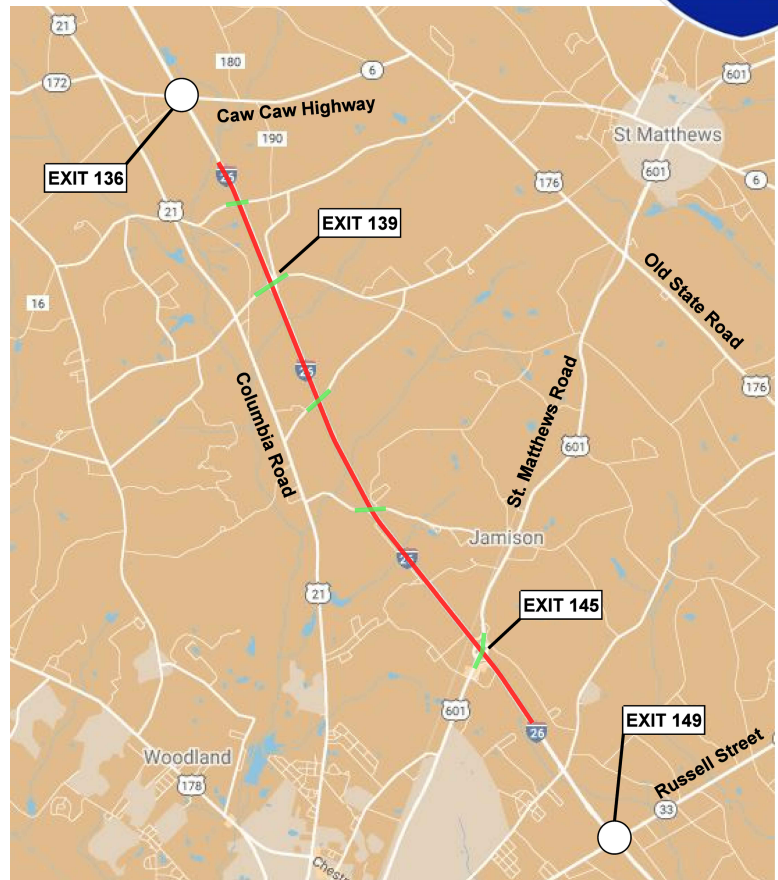 21
180
172
6
601
Caw Caw Highway
190
St Matthews
EXIT 136
26
601
176
6
21
EXIT 139
16
Old State Road
26
Columbia Road
St. Matthews Road
176
601
Jamison
26
21
EXIT 145
601
EXIT 149
26
Woodland
Russell Street
178
33
Chest